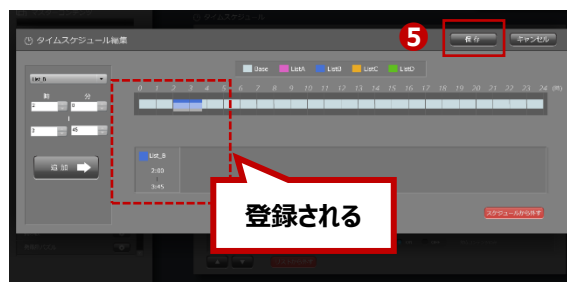 タイムスケジュール
タイムスケジュール編集
5
保存
キャンセル
Base ListA ListB ListC ListD
List_B
時 分
0 1 2 3 4 5 6 7 8 9 10 11 12 13 14 15 16 17 18 19 20 21 22 23 24 (時)
2 0
3 45
追加
List_B
2:00
3:45
登録される
スケジュールから外す